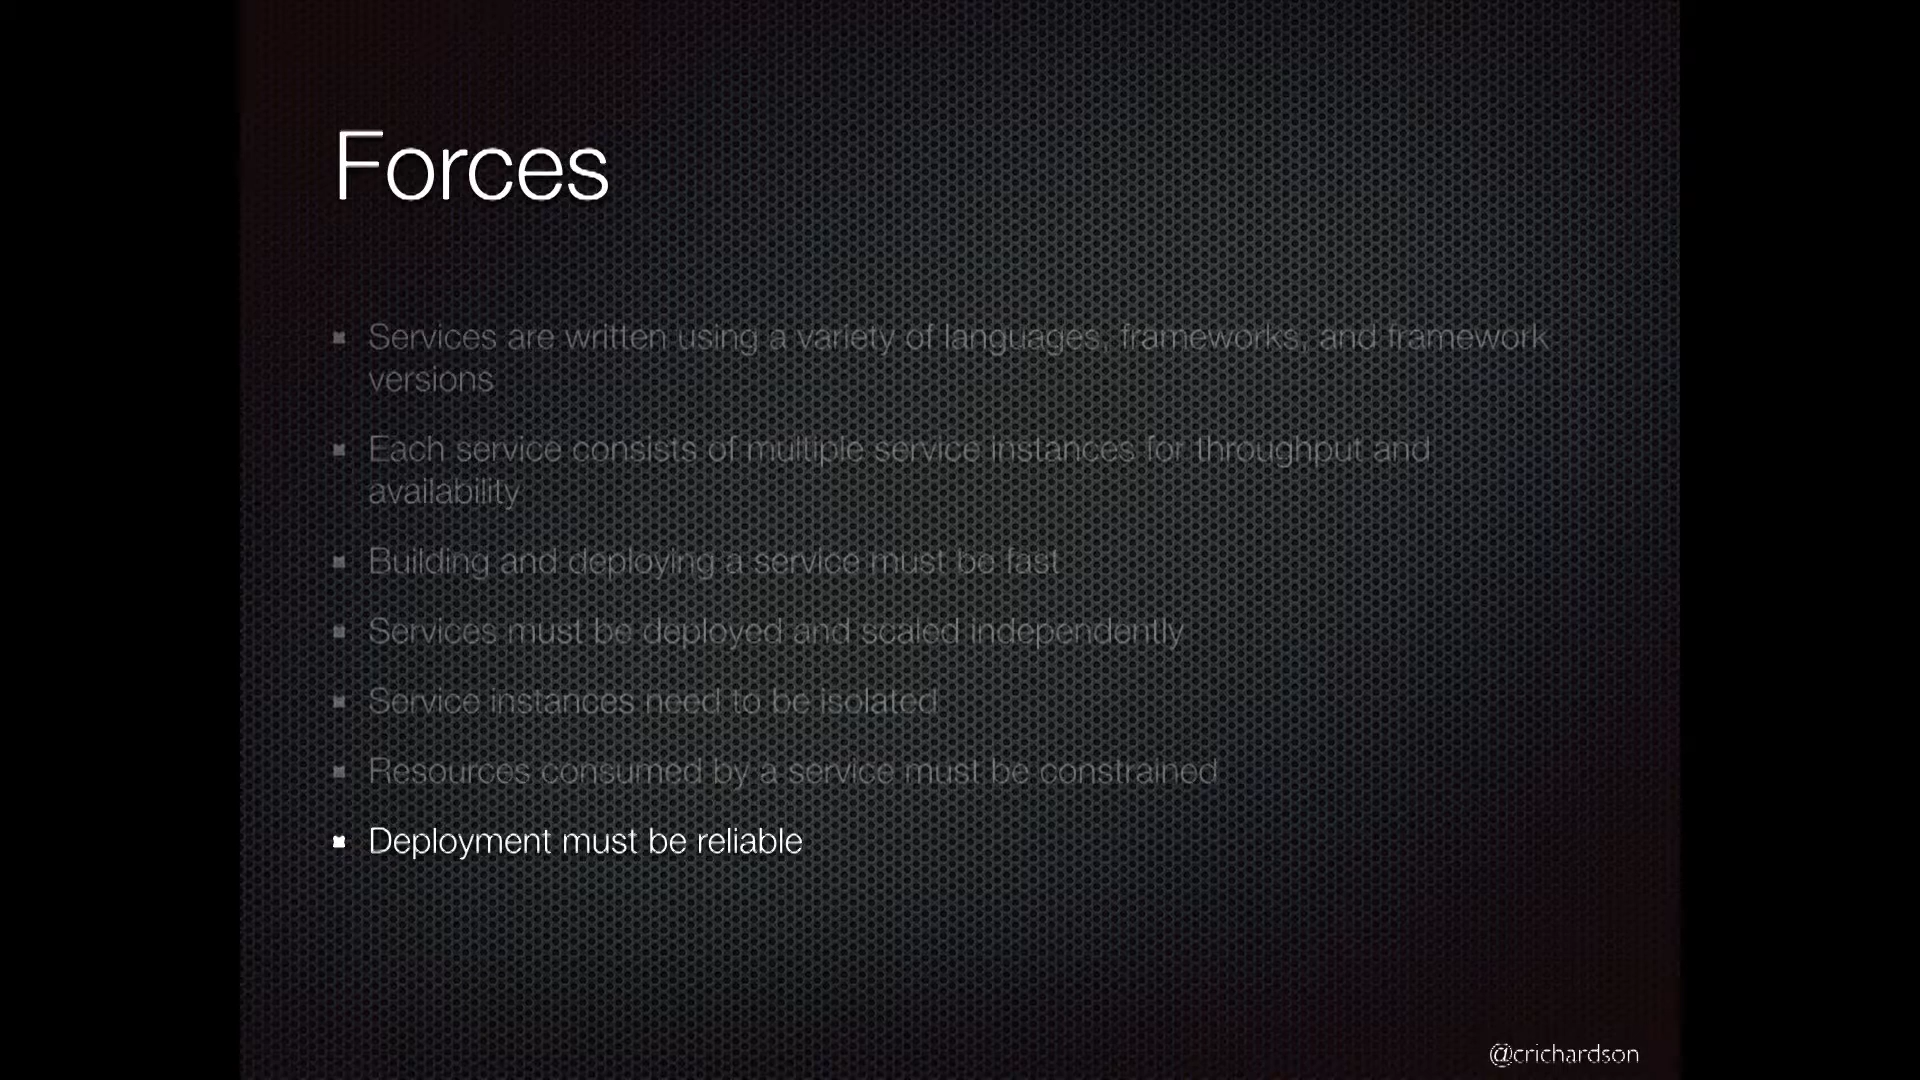 Forces
Services are written using a variety of languages, frameworks, and framework
versions
Each service consists of multiple service instances for throughput and
availability
Building and deploying a service must be fast
Services must be deployed and scaled independently
Service instances need to be isolated
Resources consumed by a service must be constrained
Deployment must be reliable
@crichardson